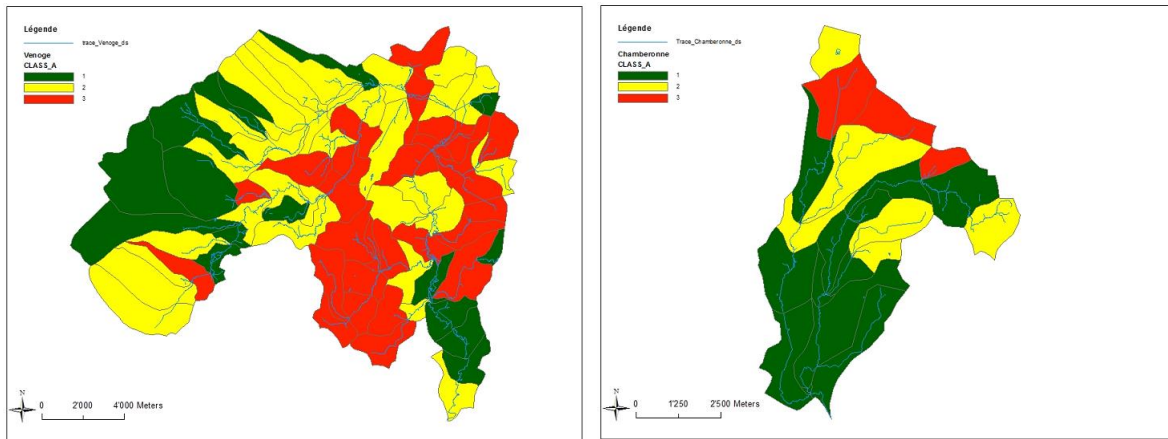 Légende
trace_Venoge_ds
Venoge
CLASS_A
1
2
3
N
0 2'000 4'000 Meters
Légende
Trace_Chamberonne_ds
Chamberonne
CLASS_A
1
2
3
N
0 1'250 2'500 Meters